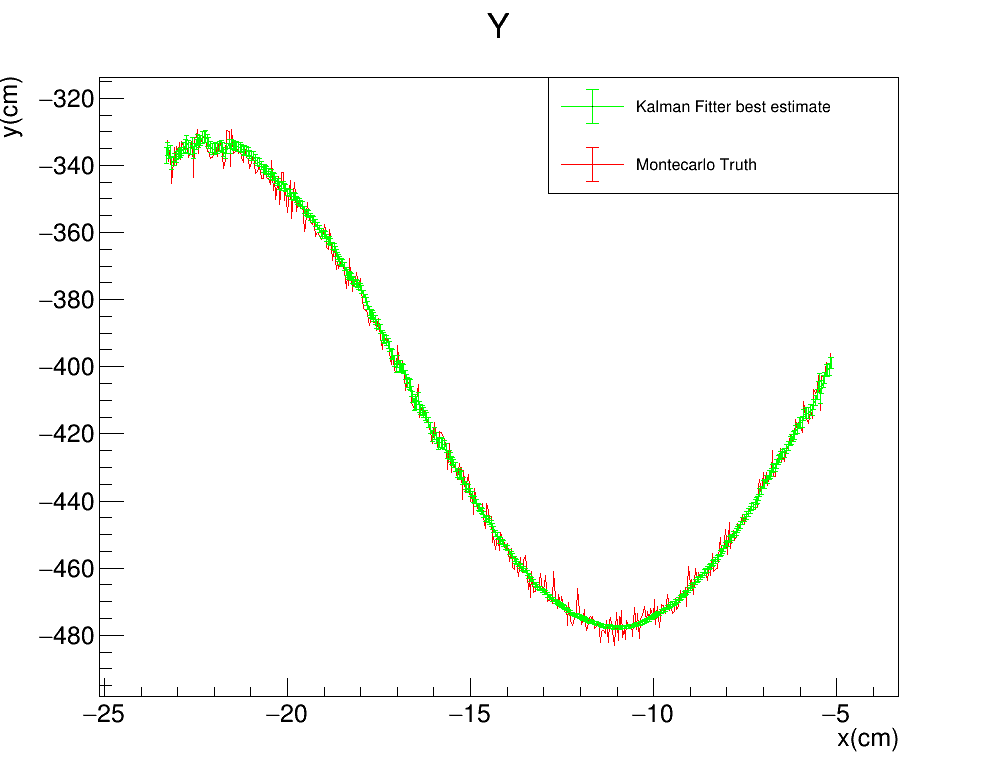 Y
y(cm)
−320
−340
−360
−380
−400
−420
−440
−460
−480
Kalman Fitter best estimate
Montecarlo Truth
−25 −20 −15 −10 −5
x(cm)